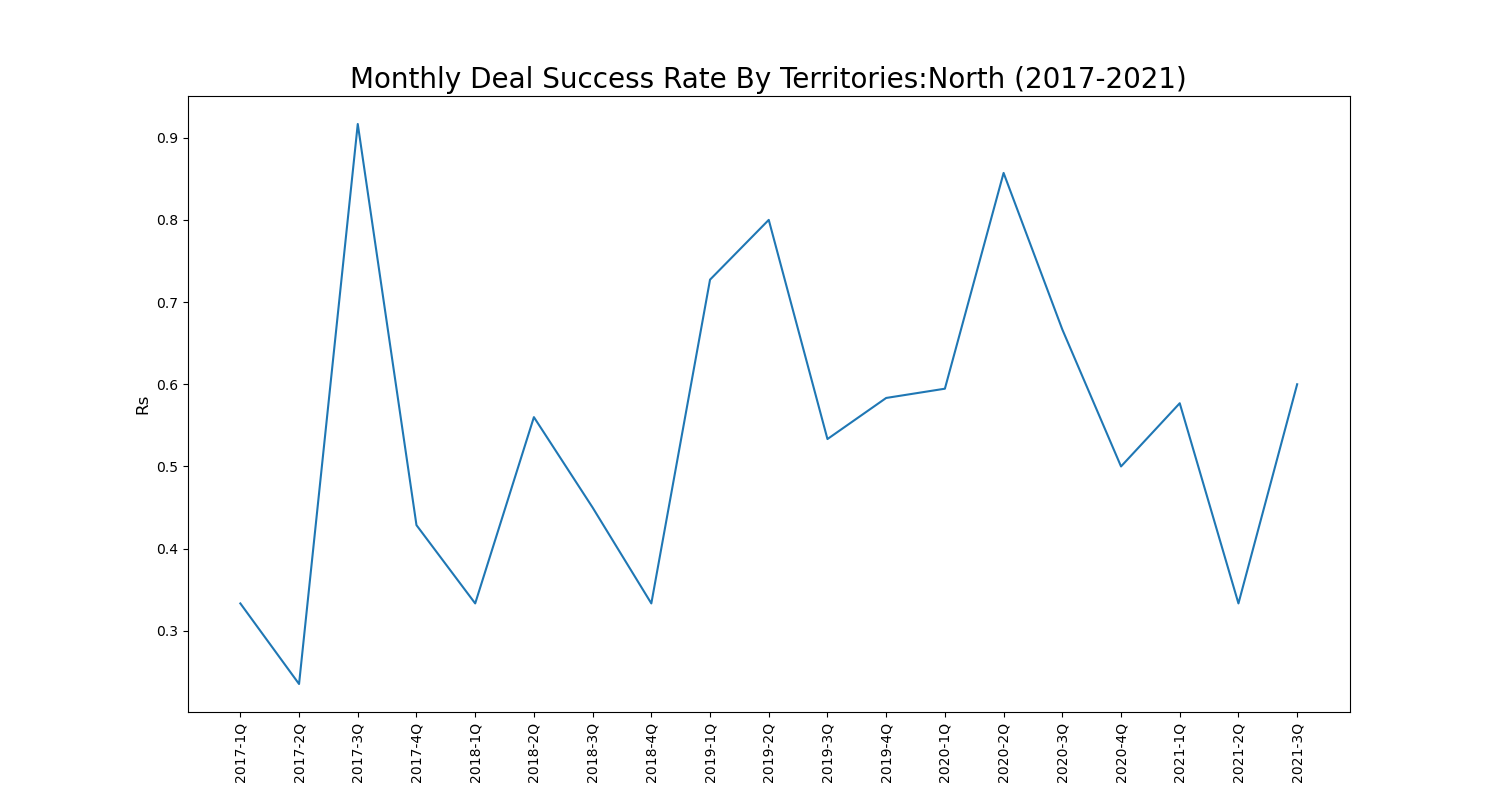 Monthly Deal Success Rate By Territories:North (2017-2021)
0.9
0.8
0.7
0.6
0.5
0.4
0.3
Rs
2017-1Q
2017-2Q
2017-3Q
2017-4Q
2018-1Q
2018-2Q
2018-3Q
2018-4Q
2019-1Q
2019-2Q
2019-3Q
2019-4Q
2020-1Q
2020-2Q
2020-3Q
2020-4Q
2021-1Q
2021-2Q
2021-3Q